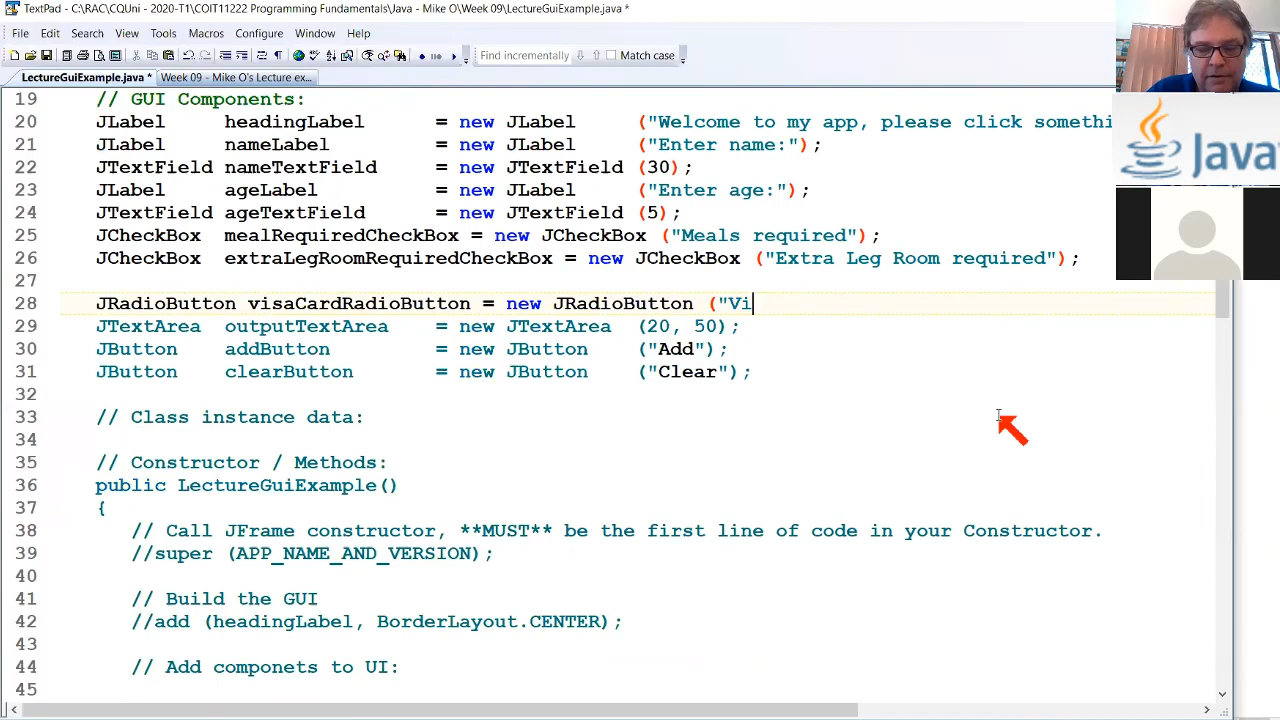 TextPad - C:\RAC\CQUni - 2020-T1\COIT11222 Programming Fundamentals\Java - Mike O\Week 09\LectureGuiExample.java *
File Edit Search View Tools Macros Configure Window Help
Find incrementally Match case
LectureGuiExample.java * Week 09 - Mike O's Lecture ex...
19 // GUI Components:
20 JLabel headingLabel = new JLabel ("Welcome to my app, please click somethi
21 JLabel nameLabel = new JLabel ("Enter name:");
22 JTextField nameTextField = new JTextField (30);
23 JLabel ageLabel = new JLabel ("Enter age:");
24 JTextField ageTextField = new JTextField (5);
25 JCheckBox mealRequiredCheckBox = new JCheckBox ("Meals required");
26 JCheckBox extraLegRoomRequiredCheckBox = new JCheckBox ("Extra Leg Room required");
27
28 JRadioButton visaCardRadioButton = new JRadioButton ("Vi
29 JTextArea outputTextArea = new JTextArea (20, 50);
30 JButton addButton = new JButton ("Add");
31 JButton clearButton = new JButton ("Clear");
32
33 // Class instance data:
34
35 // Constructor / Methods:
36 public LectureGuiExample()
37 {
38 // Call JFrame constructor, **MUST** be the first line of code in your Constructor.
39 //super (APP_NAME_AND_VERSION);
40
41 // Build the GUI
42 //add (headingLabel, BorderLayout.CENTER);
43
44 // Add componets to UI:
45
Java